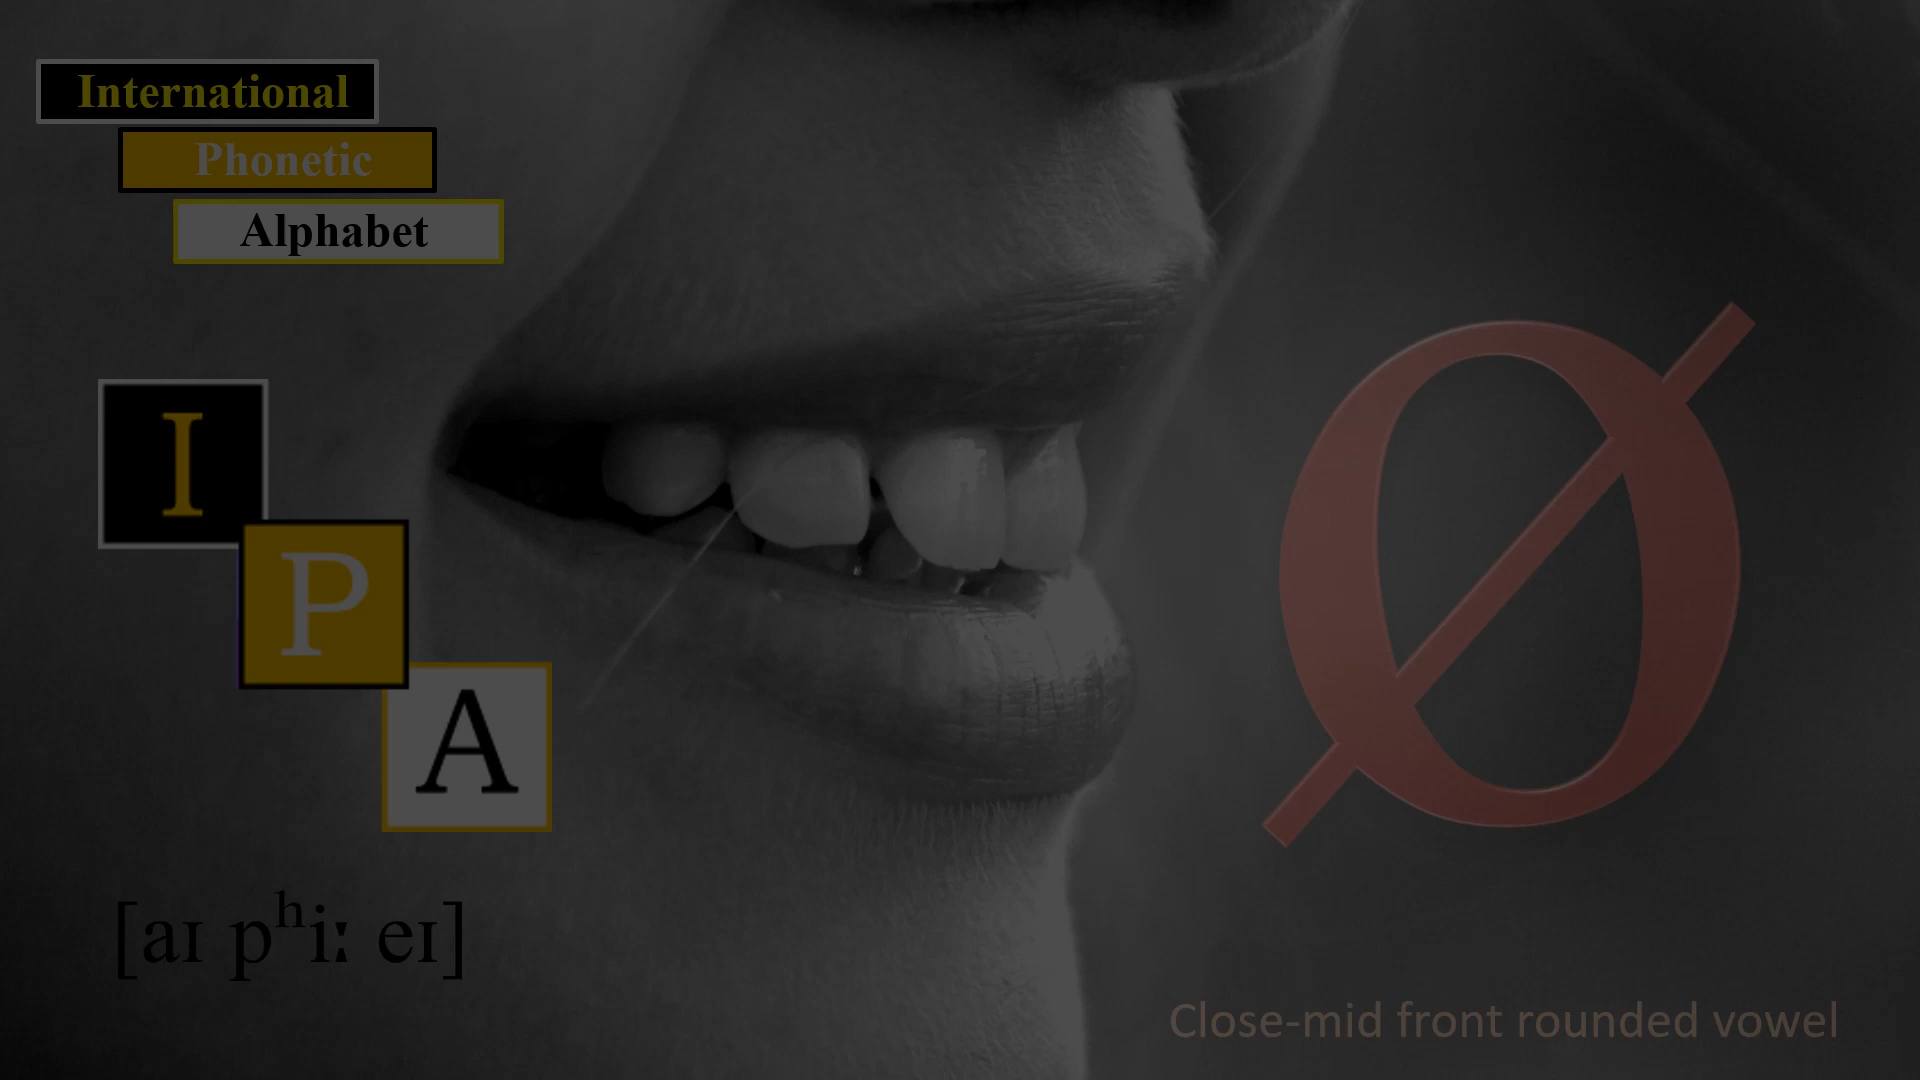 International
Phonetic
Alphabet
I
P
A
[aɪ pʰiː eɪ]
Ø
Close-mid front rounded vowel